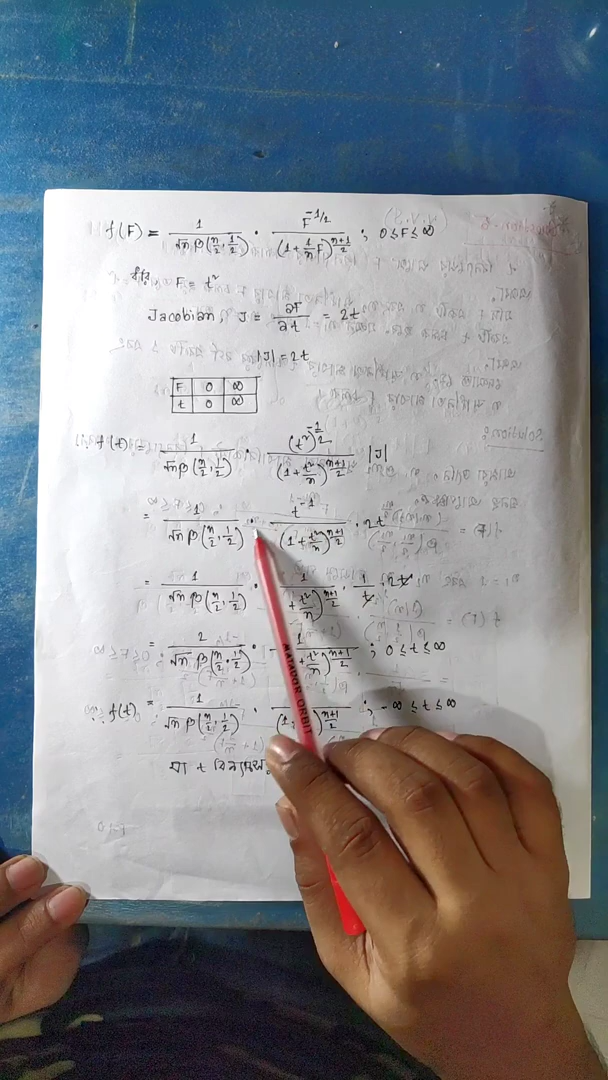 f(F) = 1/(√n β(n/2, 1/2)) · F^(-1/2)/(1 + (1/n)F)^((n+1)/2) ; 0 ≤ F ≤ ∞
ধরি, F = t²
Jacobian, J = ∂F/∂t = 2t
|J| = 2t
F 0 ∞
t 0 ∞
∴ f(t) = 1/(√n β(n/2, 1/2)) · (t²)^(-1/2)/(1 + t²/n)^((n+1)/2) |J|
= 1/(√n β(n/2, 1/2)) · t^(-1)/(1 + t²/n)^((n+1)/2) · 2t
= 1/(√n β(n/2, 1/2)) · 1/( + t²/n)^((n+1)/2) · 1/t · 2t
= 2/(√n β(n/2, 1/2)) · 1/( + t²/n)^((n+1)/2) ; 0 ≤ t ≤ ∞
∴ f(t) = 1/(√n β(n/2, 1/2)) · /(1 )^((n+1)/2) ; -∞ ≤ t ≤ ∞
যা t
MATADOR ORBIT